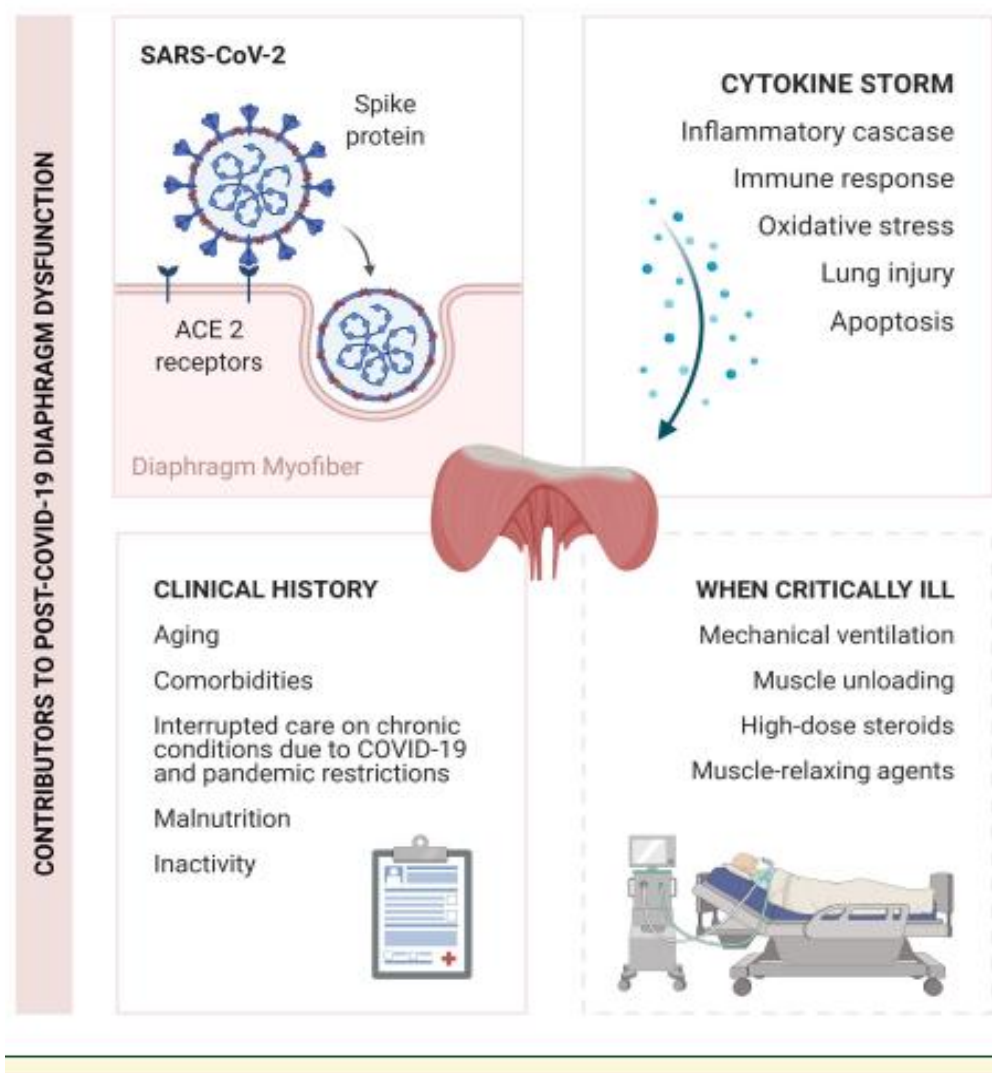 CONTRIBUTORS TO POST-COVID-19 DIAPHRAGM DYSFUNCTION
SARS-CoV-2
Spike
protein
ACE 2
receptors
Diaphragm Myofiber
CYTOKINE STORM
Inflammatory cascase
Immune response
Oxidative stress
Lung injury
Apoptosis
CLINICAL HISTORY
Aging
Comorbidities
Interrupted care on chronic
conditions due to COVID-19
and pandemic restrictions
Malnutrition
Inactivity
WHEN CRITICALLY ILL
Mechanical ventilation
Muscle unloading
High-dose steroids
Muscle-relaxing agents